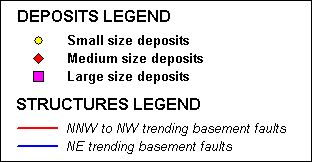 DEPOSITS LEGEND
Small size deposits
Medium size deposits
Large size deposits
STRUCTURES LEGEND
NNW to NW trending basement faults
NE trending basement faults